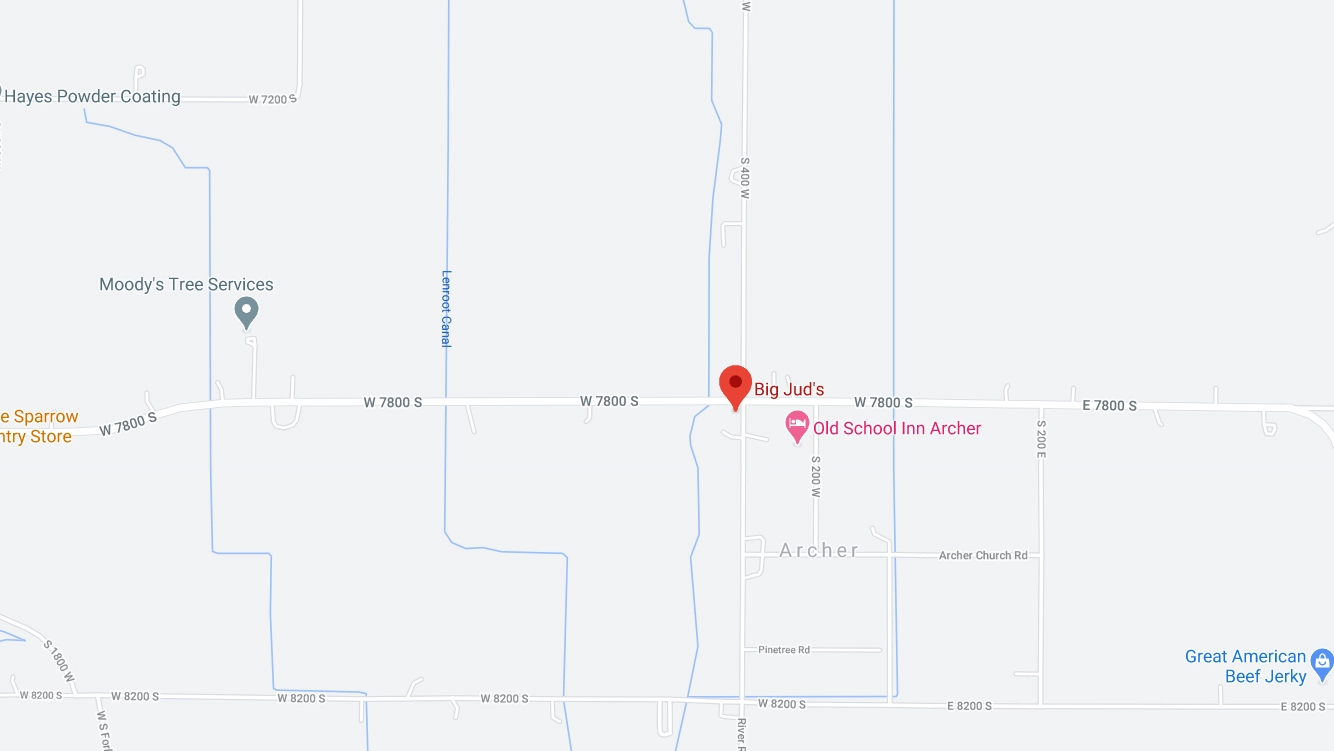 W
Hayes Powder Coating
W 7200 S
S 400 W
Moody's Tree Services
Lenroot Canal
Big Jud's
W 7800 S
W 7800 S
W 7800 S
E 7800 S
e Sparrow
ntry Store
W 7800 S
Old School Inn Archer
S 200 E
S 200 W
Archer
Archer Church Rd
S 1800 W
Pinetree Rd
Great American
Beef Jerky
W 8200 S
W 8200 S
W 8200 S
W 8200 S
W 8200 S
E 8200 S
E 8200 S
W S Forl
River R